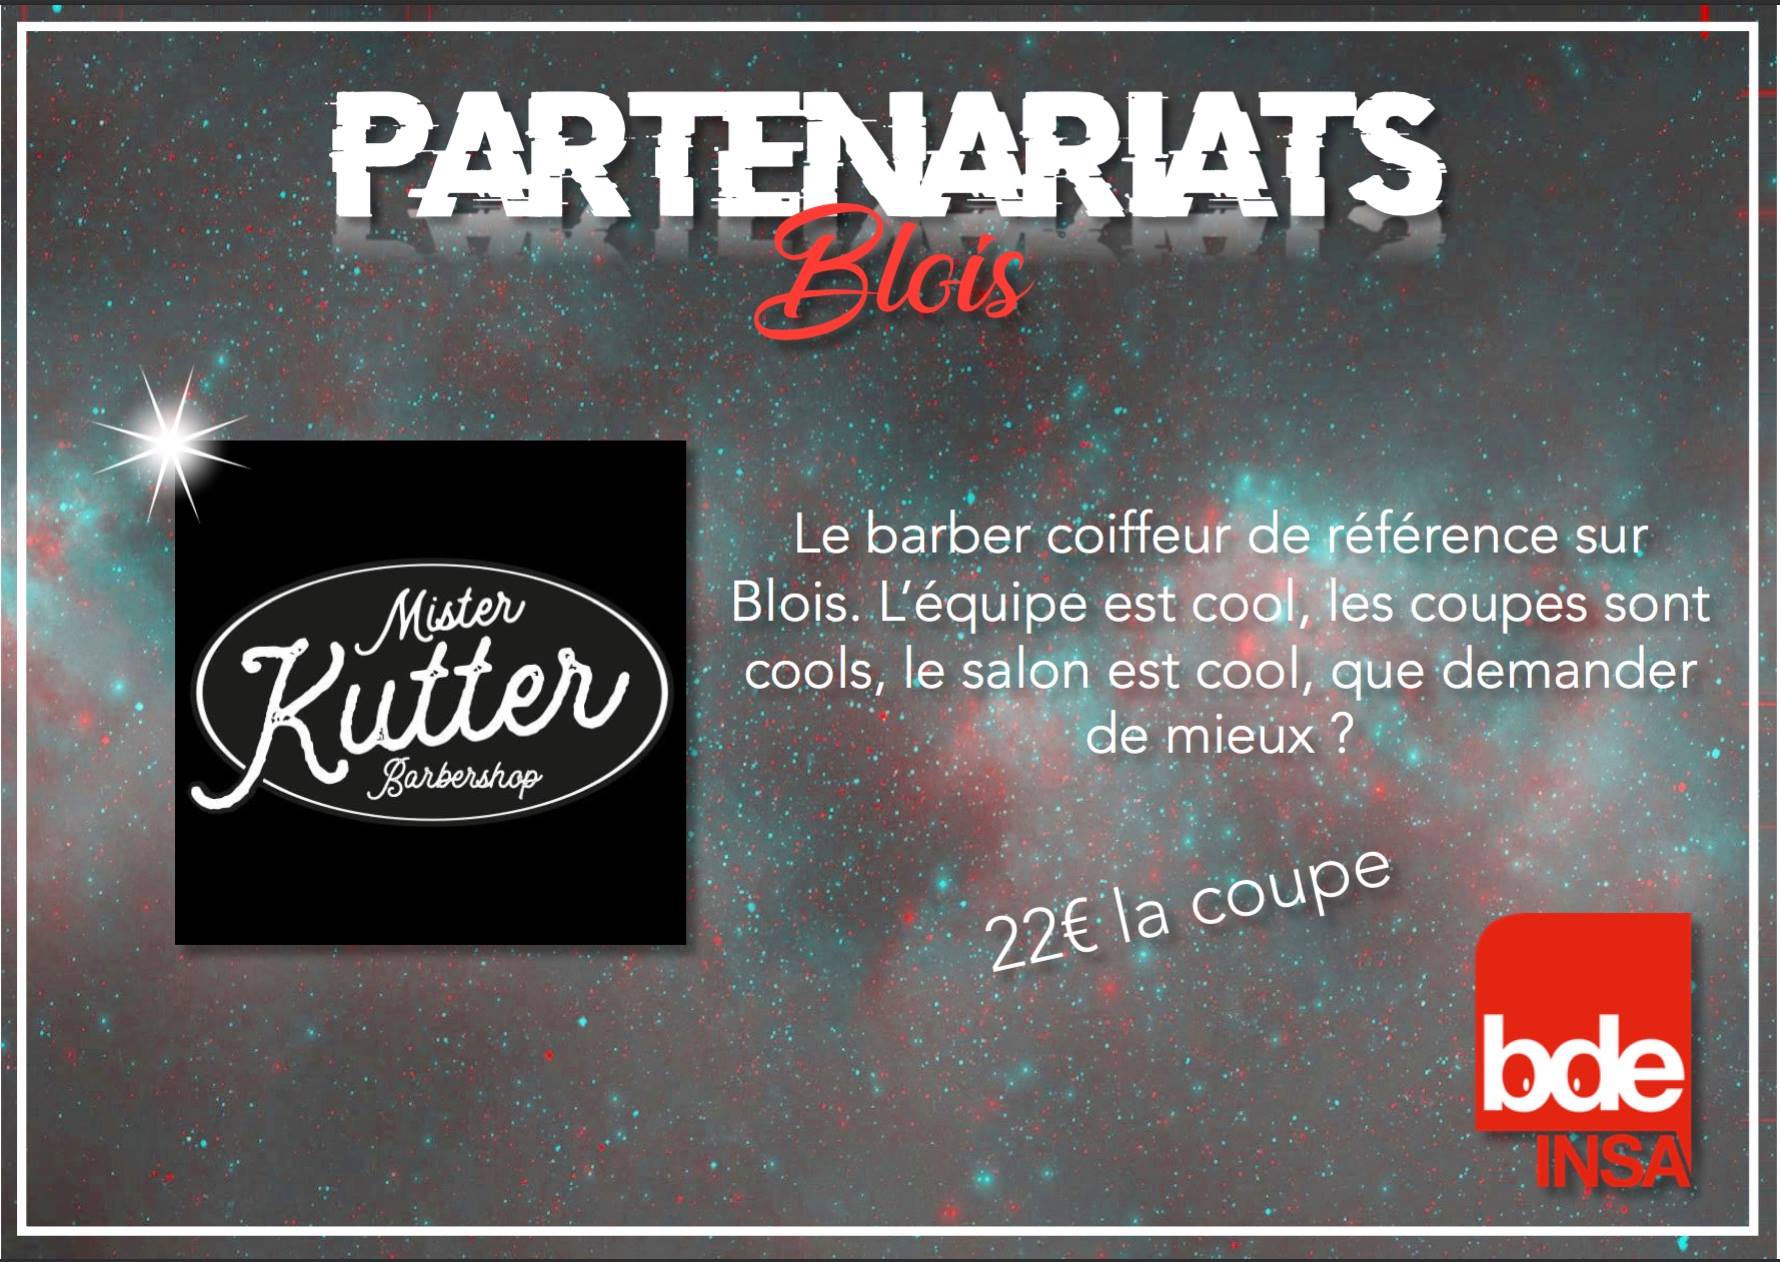 PARTENARIATS
Blois
Mister
Kutter
Barbershop
Le barber coiffeur de référence sur
Blois. L’équipe est cool, les coupes sont
cools, le salon est cool, que demander
de mieux ?
22€ la coupe
bde
INSA